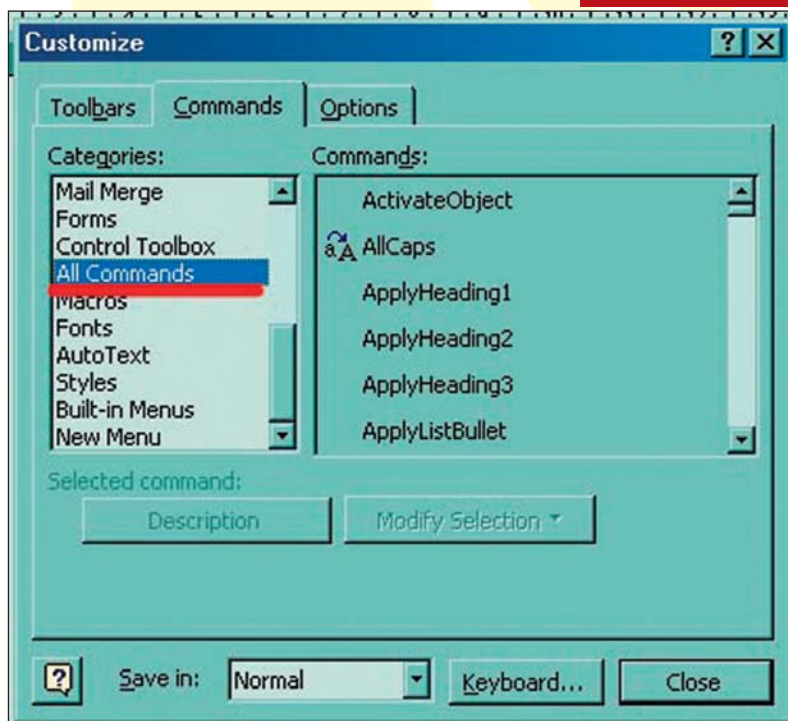 Customize
Toolbars Commands Options
Categories:
Mail Merge
Forms
Control Toolbox
All Commands
Macros
Fonts
AutoText
Styles
Built-in Menus
New Menu
Commands:
ActivateObject
aA AllCaps
ApplyHeading1
ApplyHeading2
ApplyHeading3
ApplyListBullet
Selected command:
Description Modify Selection
Save in: Normal Keyboard... Close